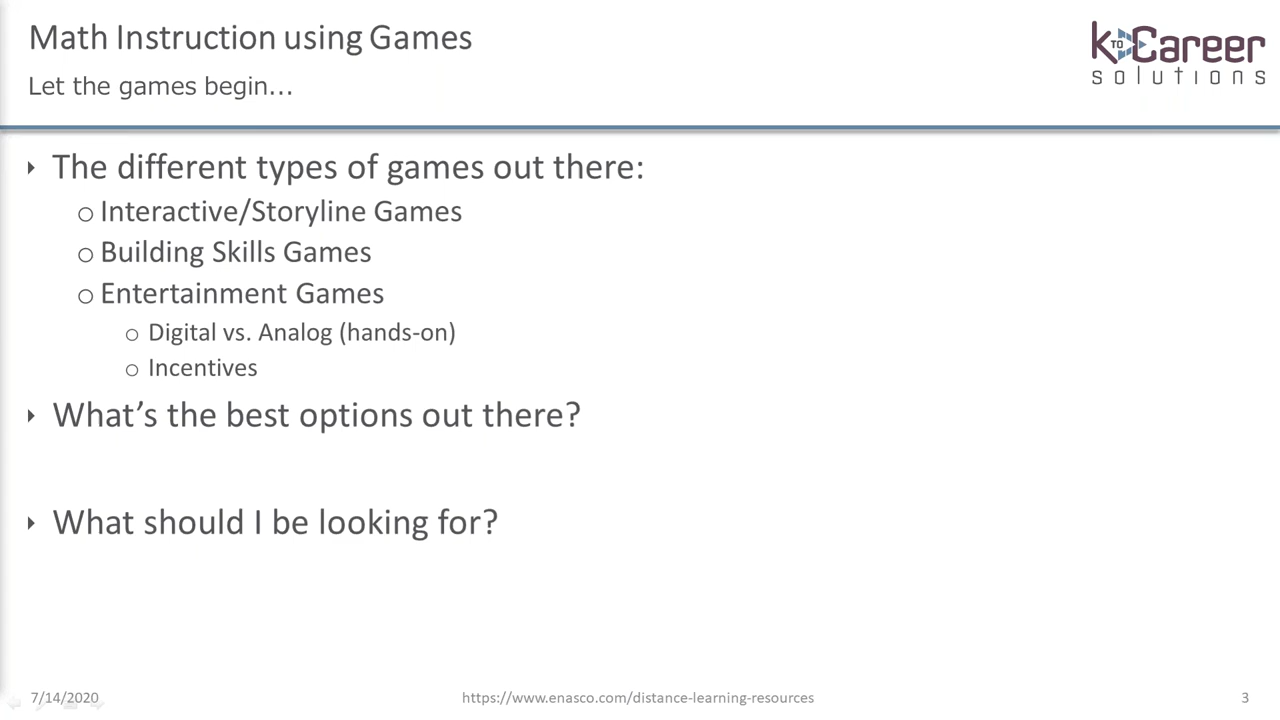 Math Instruction using Games
Let the games begin...
K TO Career
solutions
‣ The different types of games out there:
o Interactive/Storyline Games
o Building Skills Games
o Entertainment Games
o Digital vs. Analog (hands-on)
o Incentives
‣ What’s the best options out there?
‣ What should I be looking for?
7/14/2020
https://www.enasco.com/distance-learning-resources
3